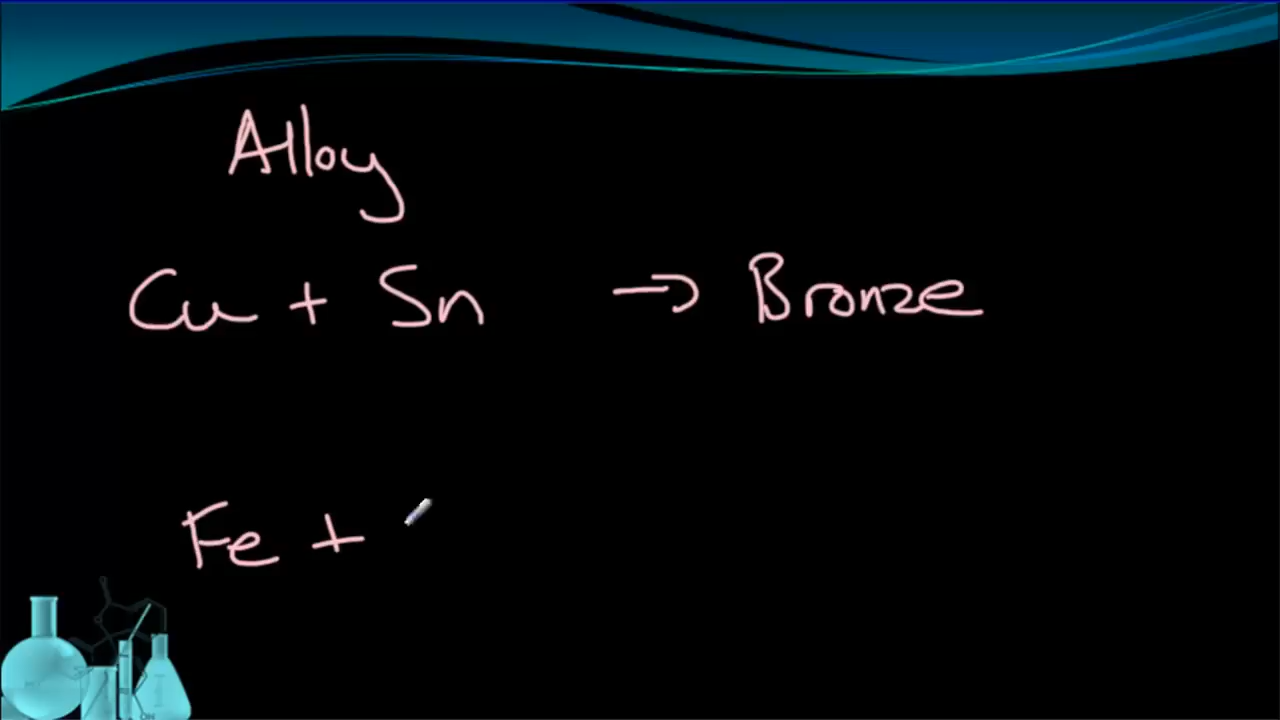 Alloy
Cu + Sn → Bronze
Fe +